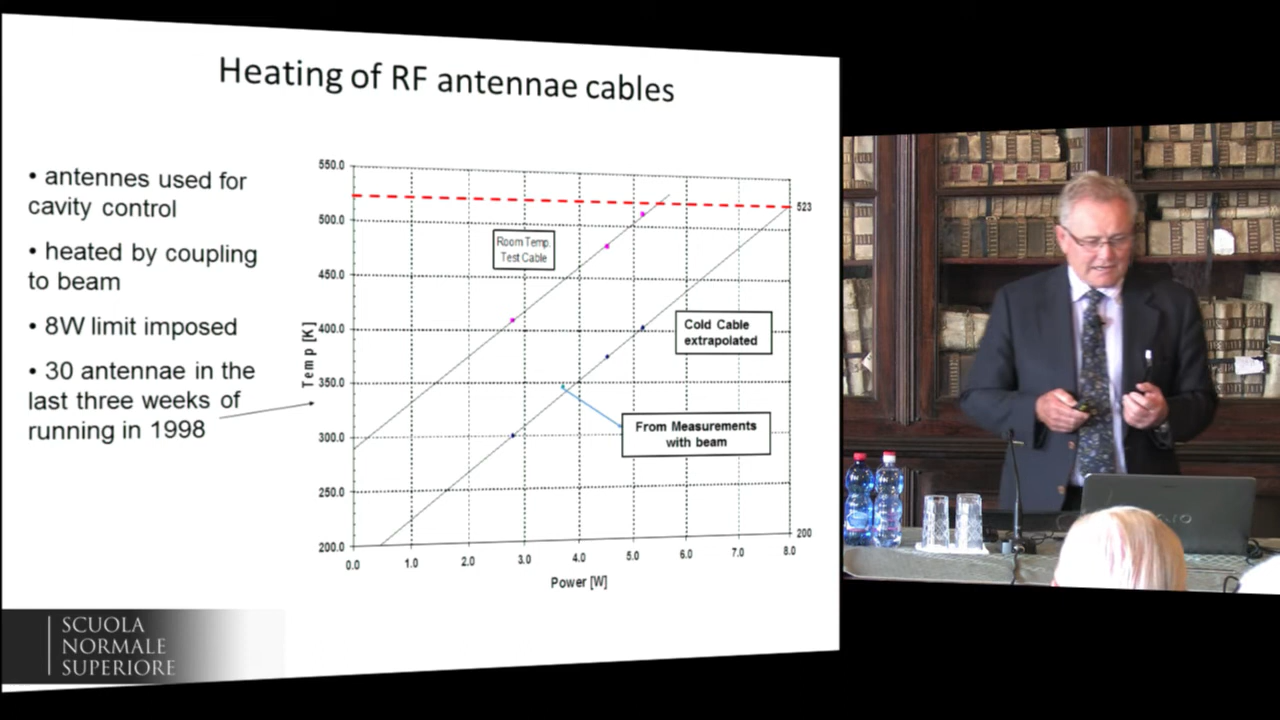 Heating of RF antennae cables
• antennes used for
cavity control
• heated by coupling
to beam
• 8W limit imposed
• 30 antennae in the
last three weeks of
running in 1998
550.0
500.0
450.0
400.0
350.0
300.0
250.0
200.0
Temp [K]
Room Temp.
Test Cable
Cold Cable
extrapolated
From Measurements
with beam
523
200
0.0 1.0 2.0 3.0 4.0 5.0 6.0 7.0 8.0
Power [W]
SCUOLA
NORMALE
SUPERIORE